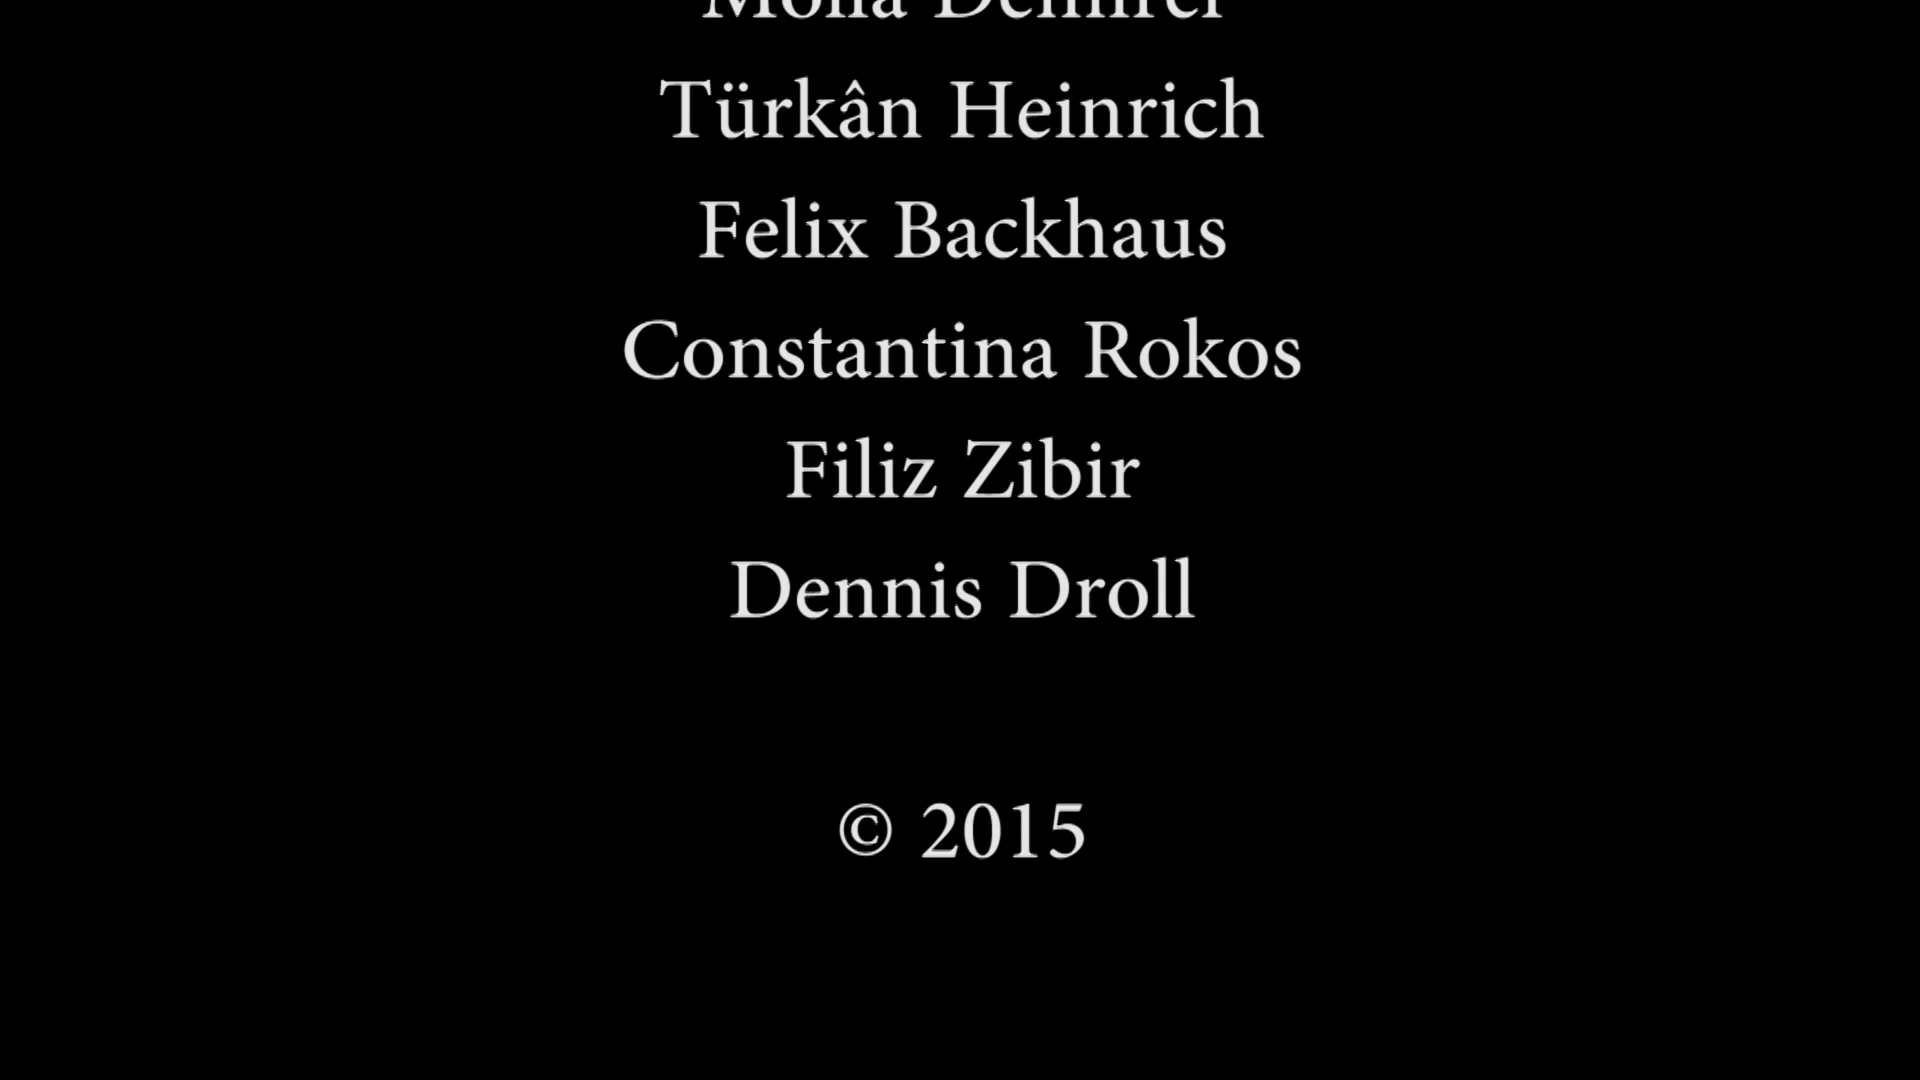 Türkân Heinrich
Felix Backhaus
Constantina Rokos
Filiz Zibir
Dennis Droll
© 2015